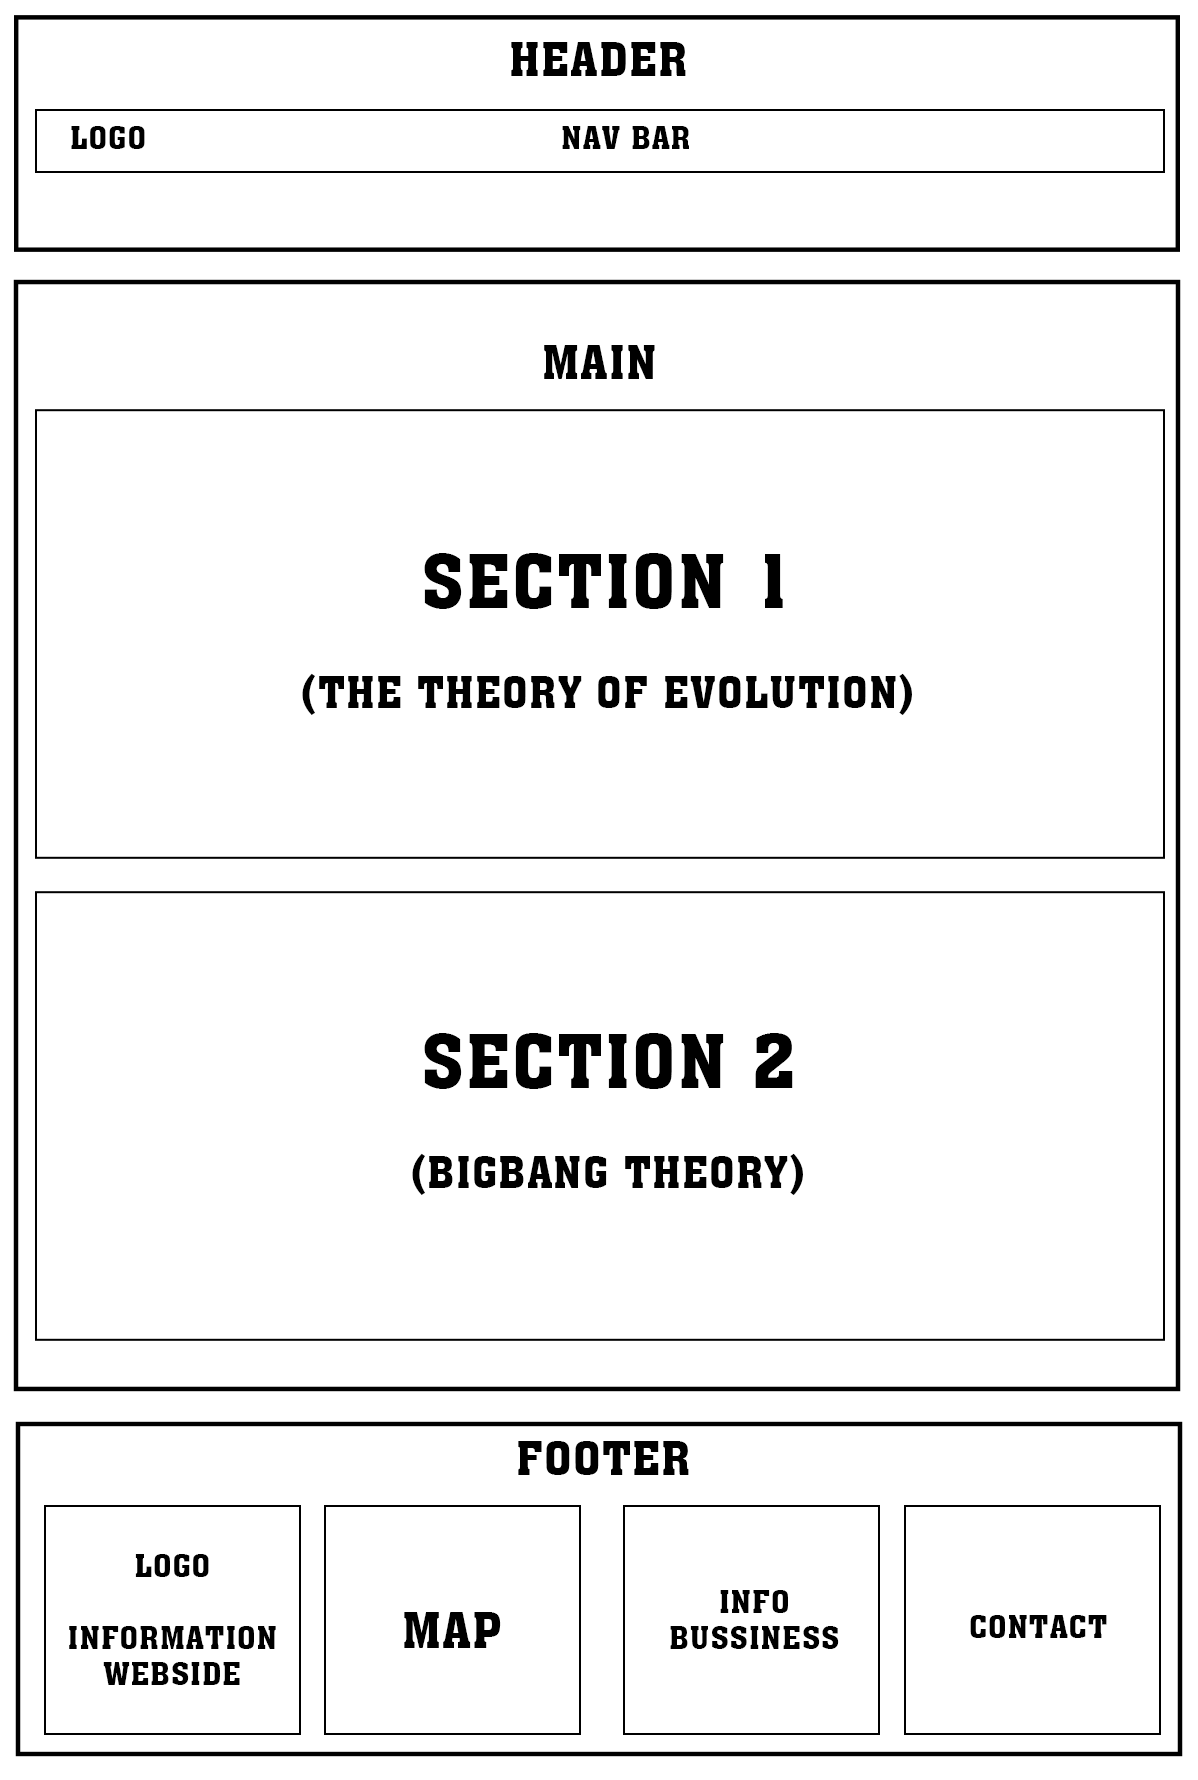 HEADER
LOGO NAV BAR
MAIN
SECTION 1
(THE THEORY OF EVOLUTION)
SECTION 2
(BIGBANG THEORY)
FOOTER
LOGO
INFORMATION
WEBSIDE
MAP
INFO
BUSSINESS
CONTACT